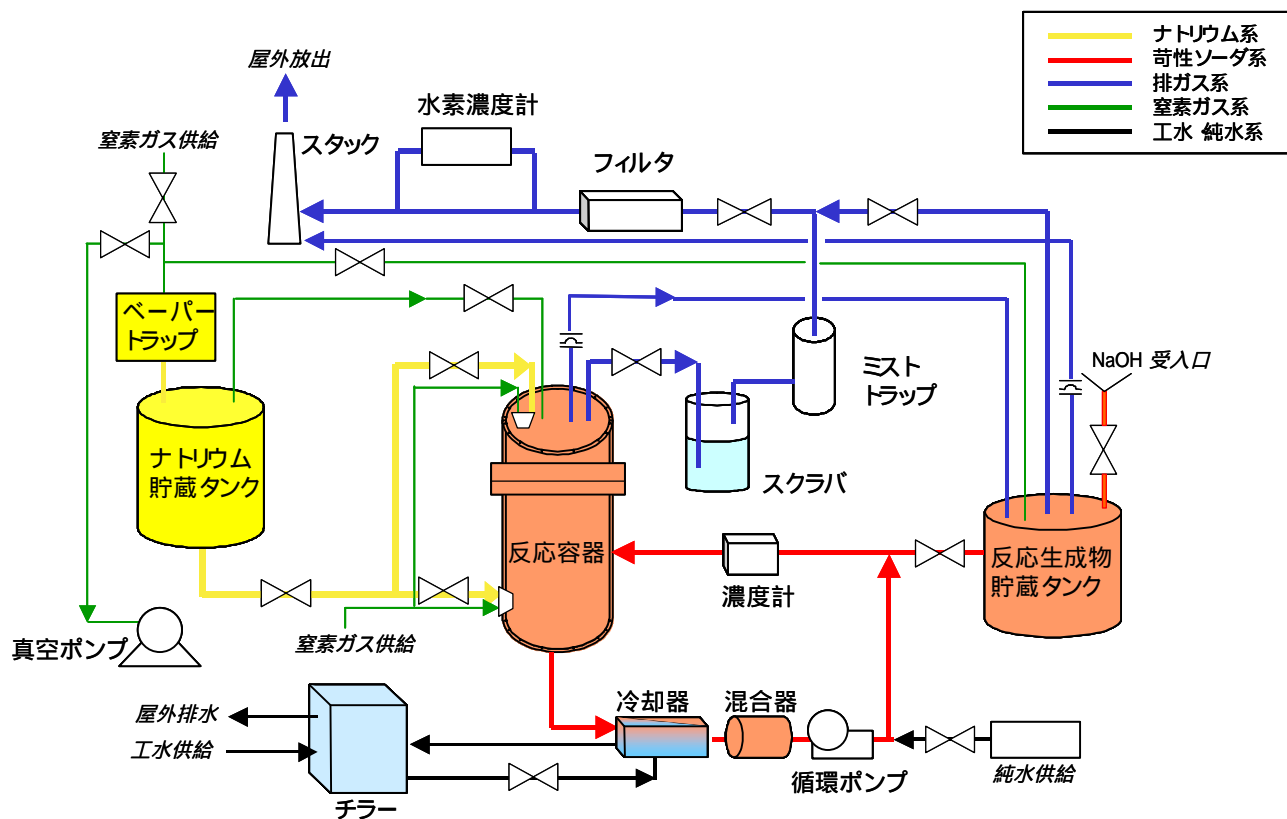 ナトリウム系
苛性ソーダ系
排ガス系
窒素ガス系
工水・純水系
屋外放出
水素濃度計
窒素ガス供給
スタック
フィルタ
ベーパー
トラップ
ミスト
トラップ
NaOH 受入口
ナトリウム
貯蔵タンク
スクラバ
反応容器
反応生成物
貯蔵タンク
濃度計
真空ポンプ
窒素ガス供給
屋外排水
工水供給
冷却器
混合器
循環ポンプ
純水供給
チラー